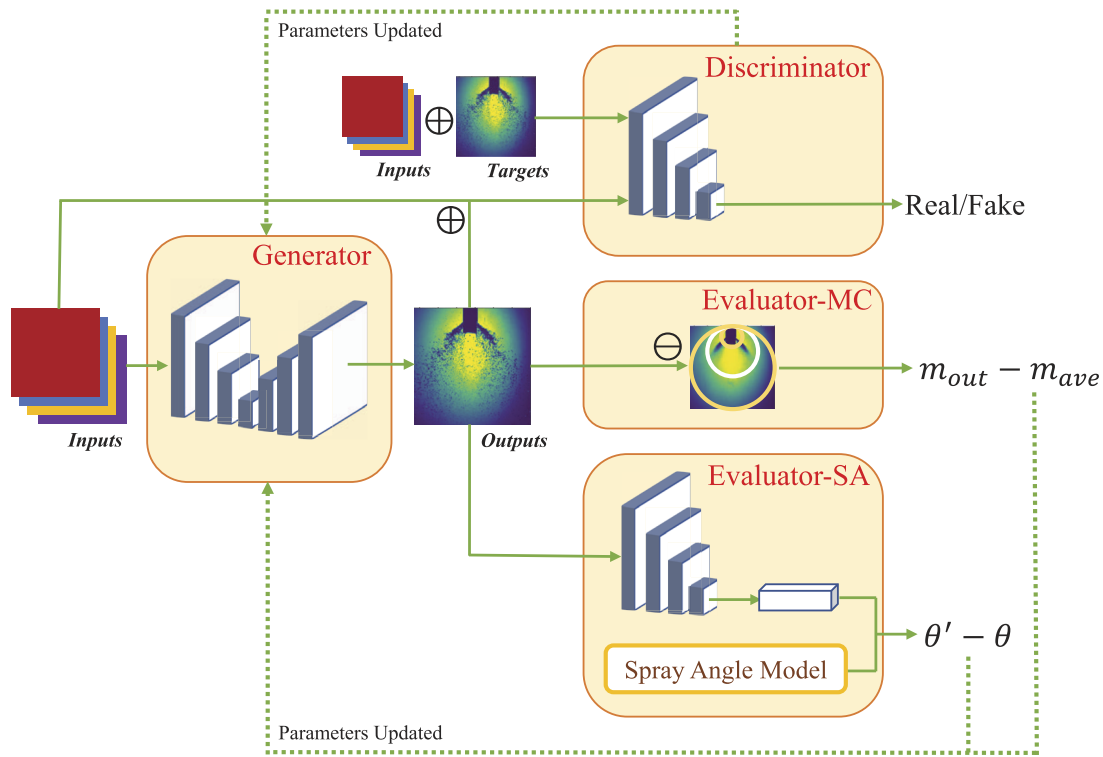 Parameters Updated
Discriminator
Inputs
Targets
Real/Fake
Generator
Evaluator-MC
m_out − m_ave
Inputs
Outputs
Evaluator-SA
θ′ − θ
Spray Angle Model
Parameters Updated